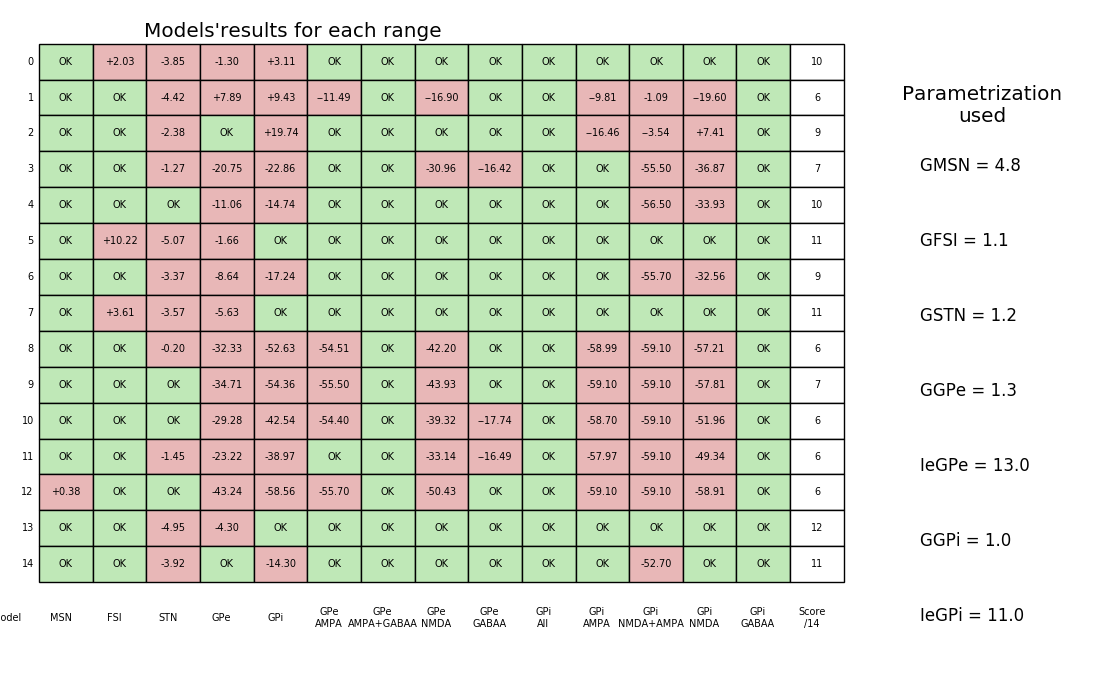 Models'results for each range
0 OK +2.03 -3.85 -1.30 +3.11 OK OK OK OK OK OK OK OK OK 10
1 OK OK -4.42 +7.89 +9.43 −11.49 OK −16.90 OK OK −9.81 -1.09 −19.60 OK 6
2 OK OK -2.38 OK +19.74 OK OK OK OK OK −16.46 −3.54 +7.41 OK 9
3 OK OK -1.27 -20.75 -22.86 OK OK -30.96 −16.42 OK OK -55.50 -36.87 OK 7
4 OK OK OK -11.06 -14.74 OK OK OK OK OK OK -56.50 -33.93 OK 10
5 OK +10.22 -5.07 -1.66 OK OK OK OK OK OK OK OK OK OK 11
6 OK OK -3.37 -8.64 -17.24 OK OK OK OK OK OK -55.70 -32.56 OK 9
7 OK +3.61 -3.57 -5.63 OK OK OK OK OK OK OK OK OK OK 11
8 OK OK -0.20 -32.33 -52.63 -54.51 OK -42.20 OK OK -58.99 -59.10 -57.21 OK 6
9 OK OK OK -34.71 -54.36 -55.50 OK -43.93 OK OK -59.10 -59.10 -57.81 OK 7
10 OK OK OK -29.28 -42.54 -54.40 OK -39.32 −17.74 OK -58.70 -59.10 -51.96 OK 6
11 OK OK -1.45 -23.22 -38.97 OK OK -33.14 −16.49 OK -57.97 -59.10 -49.34 OK 6
12 +0.38 OK OK -43.24 -58.56 -55.70 OK -50.43 OK OK -59.10 -59.10 -58.91 OK 6
13 OK OK -4.95 -4.30 OK OK OK OK OK OK OK OK OK OK 12
14 OK OK -3.92 OK -14.30 OK OK OK OK OK OK -52.70 OK OK 11
odel MSN FSI STN GPe GPi GPe GPe GPe GPe GPi GPi GPi GPi GPi Score
AMPA AMPA+GABAA NMDA GABAA All AMPA NMDA+AMPA NMDA GABAA /14
Parametrization
used
GMSN = 4.8
GFSI = 1.1
GSTN = 1.2
GGPe = 1.3
IeGPe = 13.0
GGPi = 1.0
IeGPi = 11.0